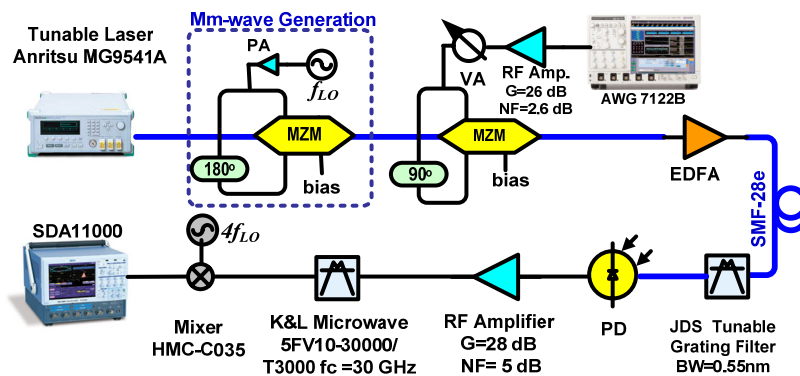 Tunable Laser
Anritsu MG9541A
Mm-wave Generation
PA
fLO
180º
MZM
bias
VA
RF Amp.
G=26 dB
NF=2.6 dB
AWG 7122B
90º
MZM
bias
EDFA
SMF-28e
SDA11000
4fLO
Mixer
HMC-C035
K&L Microwave
5FV10-30000/
T3000 fc =30 GHz
RF Amplifier
G=28 dB
NF= 5 dB
PD
JDS Tunable
Grating Filter
BW=0.55nm